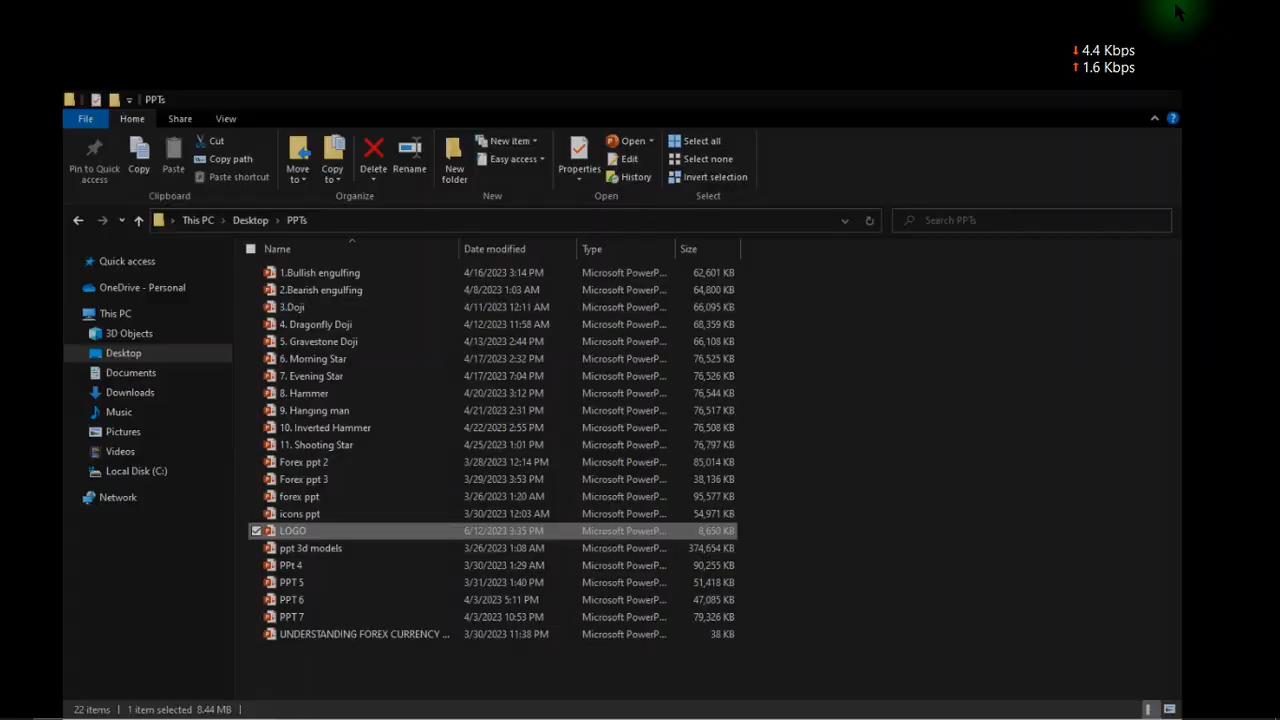 ↓ 4.4 Kbps
↑ 1.6 Kbps
PPTs
File Home Share View
Pin to Quick access
Copy
Paste
Cut
Copy path
Paste shortcut
Clipboard
Move to
Copy to
Delete
Rename
Organize
New folder
New item
Easy access
New
Properties
Open
Edit
History
Open
Select all
Select none
Invert selection
Select
This PC > Desktop > PPTs
Search PPTs
Quick access
OneDrive - Personal
This PC
3D Objects
Desktop
Documents
Downloads
Music
Pictures
Videos
Local Disk (C:)
Network
Name Date modified Type Size
1.Bullish engulfing 4/16/2023 3:14 PM Microsoft PowerP... 62,601 KB
2.Bearish engulfing 4/8/2023 1:03 AM Microsoft PowerP... 64,800 KB
3.Doji 4/11/2023 12:11 AM Microsoft PowerP... 66,095 KB
4. Dragonfly Doji 4/12/2023 11:58 AM Microsoft PowerP... 68,359 KB
5. Gravestone Doji 4/13/2023 2:44 PM Microsoft PowerP... 66,108 KB
6. Morning Star 4/17/2023 2:32 PM Microsoft PowerP... 76,525 KB
7. Evening Star 4/17/2023 7:04 PM Microsoft PowerP... 76,526 KB
8. Hammer 4/20/2023 3:12 PM Microsoft PowerP... 76,544 KB
9. Hanging man 4/21/2023 2:31 PM Microsoft PowerP... 76,517 KB
10. Inverted Hammer 4/22/2023 2:55 PM Microsoft PowerP... 76,508 KB
11. Shooting Star 4/25/2023 1:01 PM Microsoft PowerP... 76,797 KB
Forex ppt 2 3/28/2023 12:14 PM Microsoft PowerP... 85,014 KB
Forex ppt 3 3/29/2023 3:53 PM Microsoft PowerP... 38,136 KB
forex ppt 3/26/2023 1:20 AM Microsoft PowerP... 95,577 KB
icons ppt 3/30/2023 12:03 AM Microsoft PowerP... 54,971 KB
LOGO 6/12/2023 3:35 PM Microsoft PowerP... 8,650 KB
ppt 3d models 3/26/2023 1:08 AM Microsoft PowerP... 374,654 KB
PPt 4 3/30/2023 1:29 AM Microsoft PowerP... 90,255 KB
PPT 5 3/31/2023 1:40 PM Microsoft PowerP... 51,418 KB
PPT 6 4/3/2023 5:11 PM Microsoft PowerP... 47,085 KB
PPT 7 4/3/2023 10:53 PM Microsoft PowerP... 79,326 KB
UNDERSTANDING FOREX CURRENCY ... 3/30/2023 11:38 PM Microsoft PowerP... 38 KB
22 items 1 item selected 8.44 MB